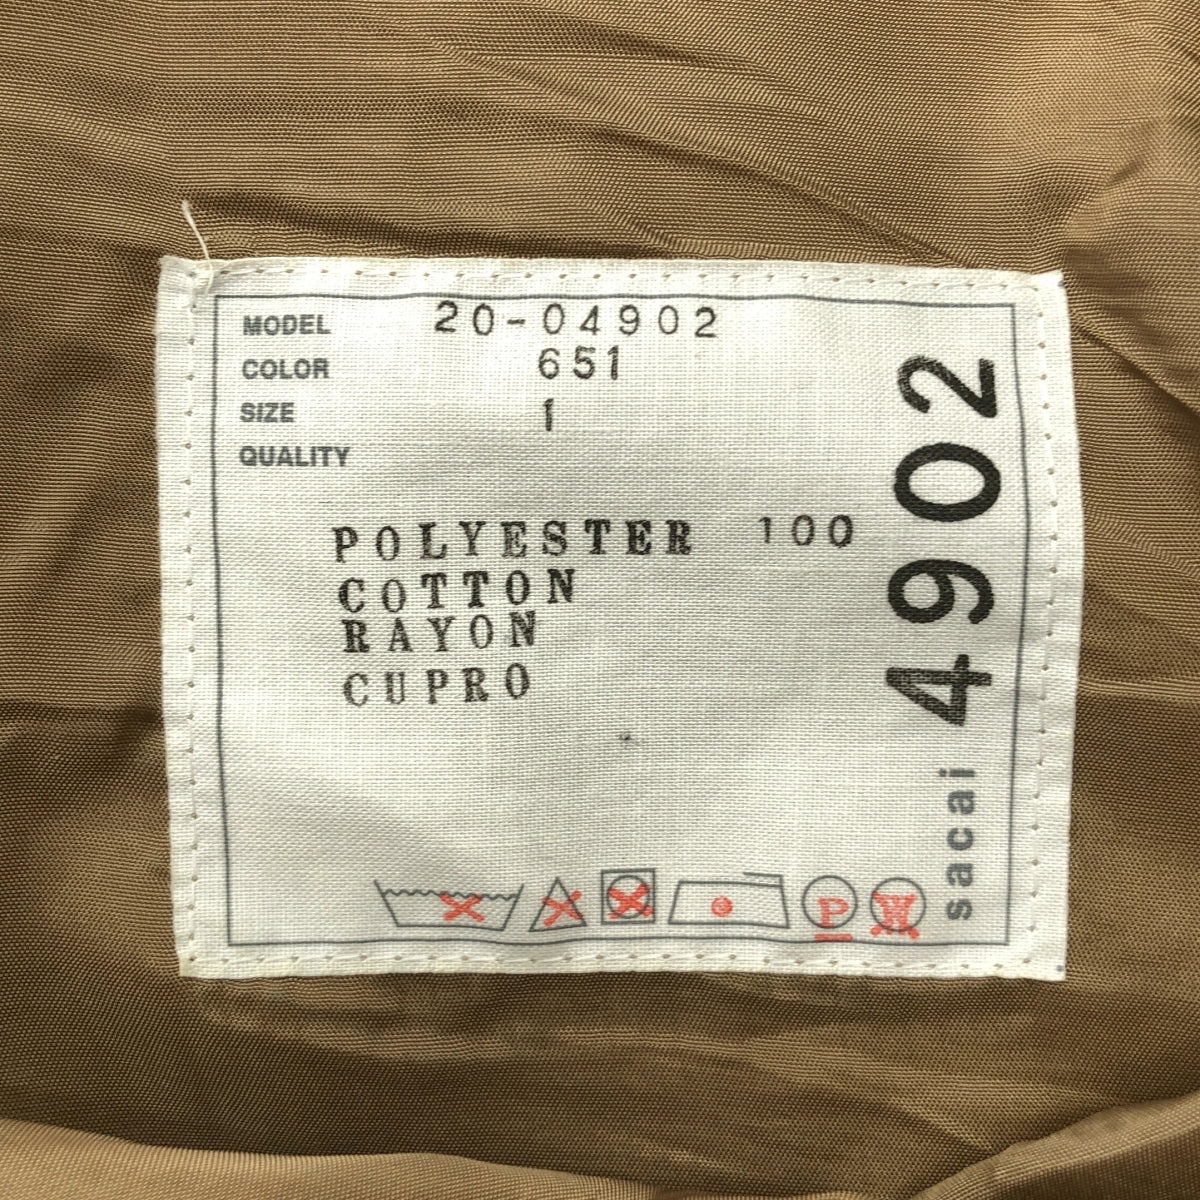 MODEL 20-04902
COLOR 651
SIZE 1
QUALITY
POLYESTER 100
COTTON
RAYON
CUPRO
P W
sacai 4902